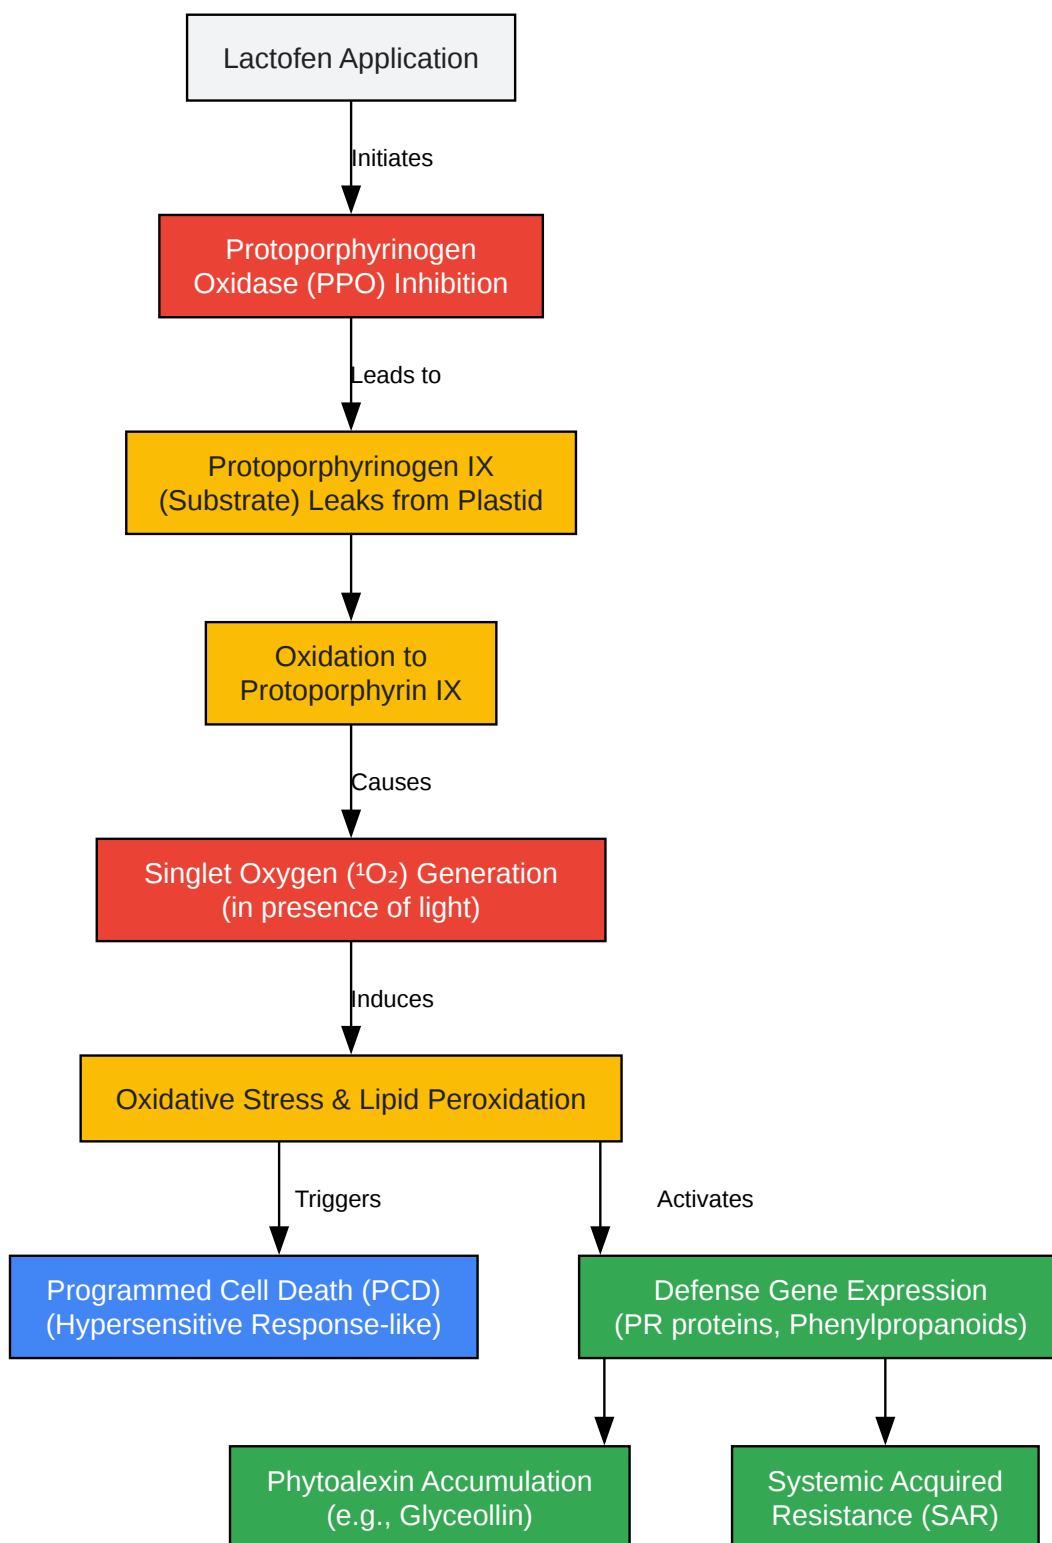 Lactofen Application
Initiates
Protoporphyrinogen
Oxidase (PPO) Inhibition
Leads to
Protoporphyrinogen IX
(Substrate) Leaks from Plastid
Oxidation to
Protoporphyrin IX
Causes
Singlet Oxygen (¹O₂) Generation
(in presence of light)
Induces
Oxidative Stress & Lipid Peroxidation
Triggers
Activates
Programmed Cell Death (PCD)
(Hypersensitive Response-like)
Defense Gene Expression
(PR proteins, Phenylpropanoids)
Phytoalexin Accumulation
(e.g., Glyceollin)
Systemic Acquired
Resistance (SAR)